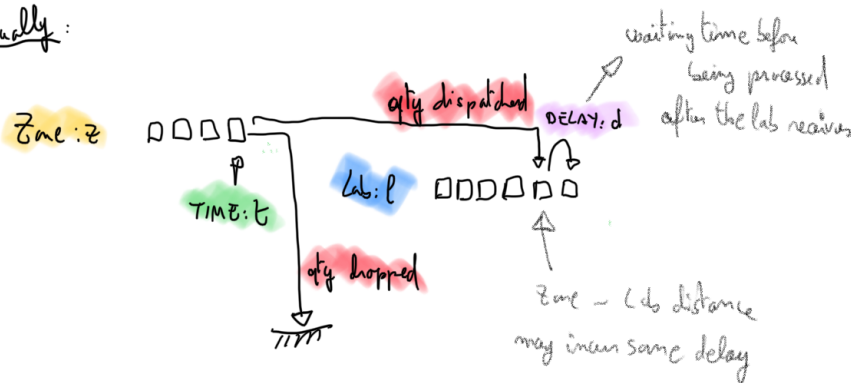 ually :
waiting time before
being processed
after the lab receives
qty dispatched
DELAY: d
Zone : z
Lab: l
TIME: t
qty dropped
Zone - Lab distance
may incur some delay